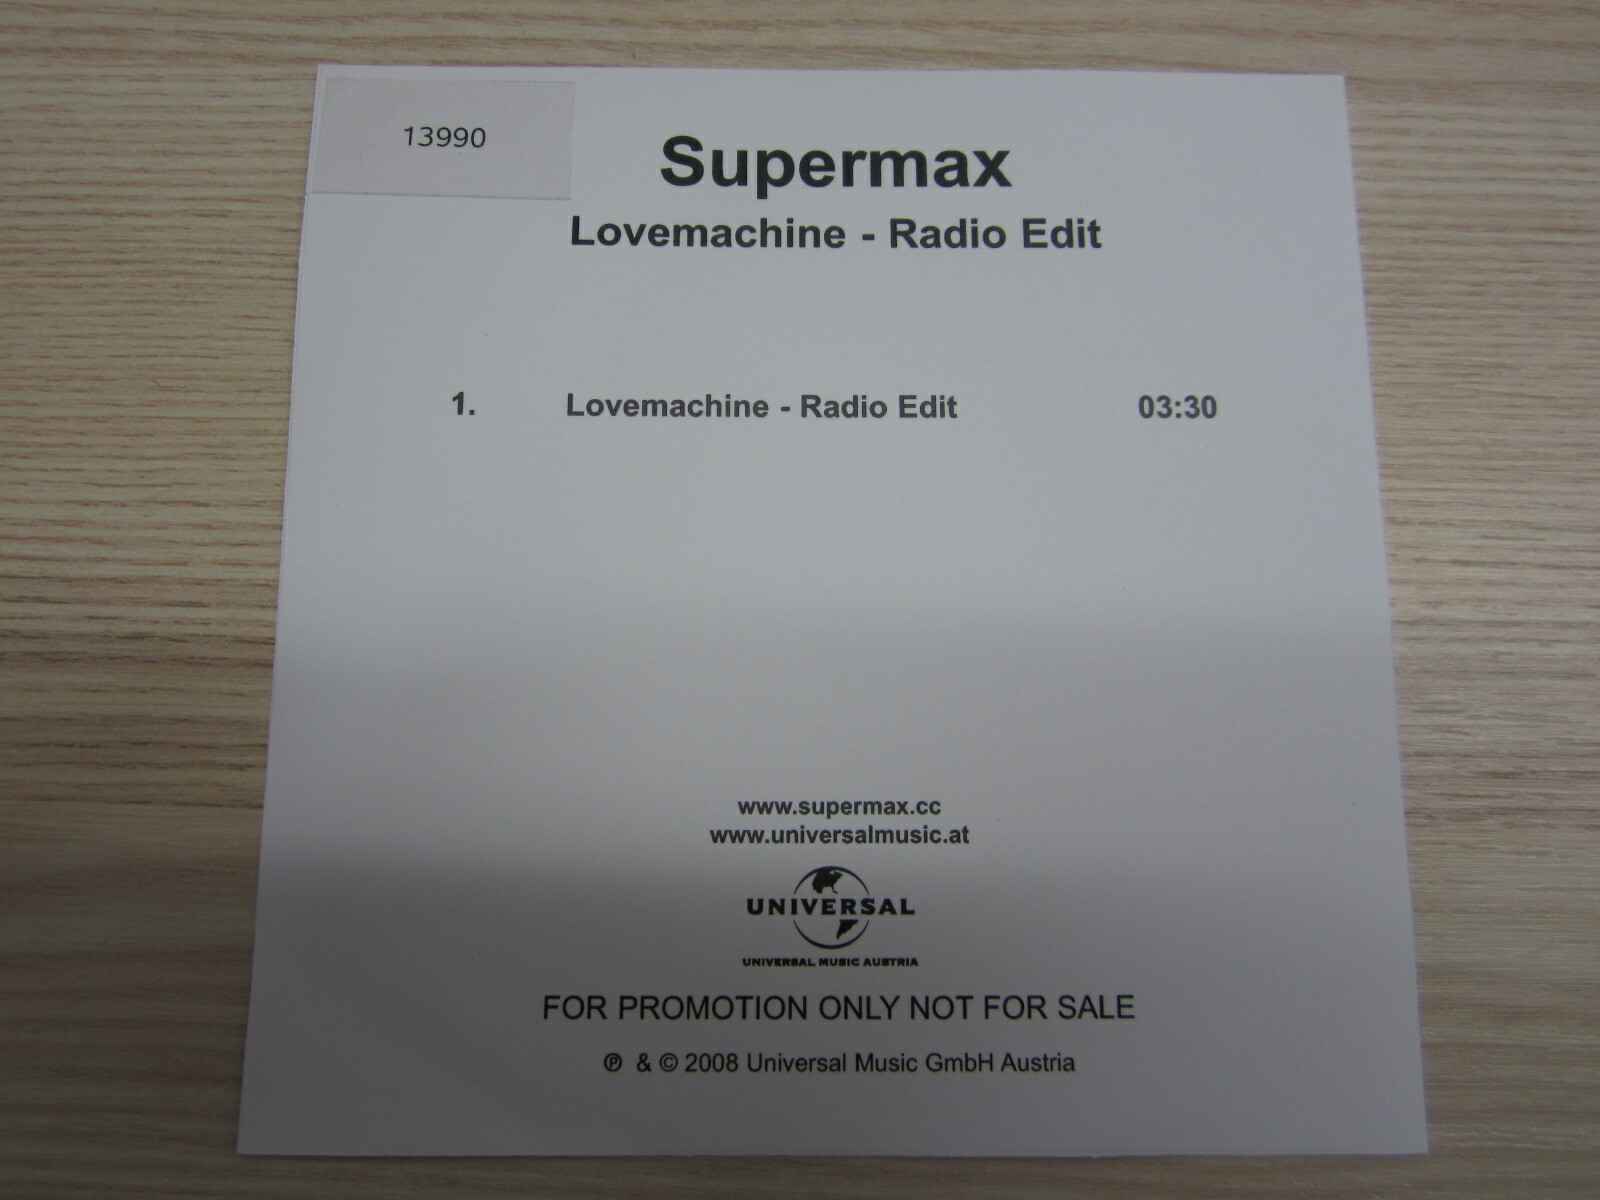 13990
Supermax
Lovemachine - Radio Edit
1. Lovemachine - Radio Edit 03:30
www.supermax.cc
www.universalmusic.at
UNIVERSAL
UNIVERSAL MUSIC AUSTRIA
FOR PROMOTION ONLY NOT FOR SALE
℗ & © 2008 Universal Music GmbH Austria